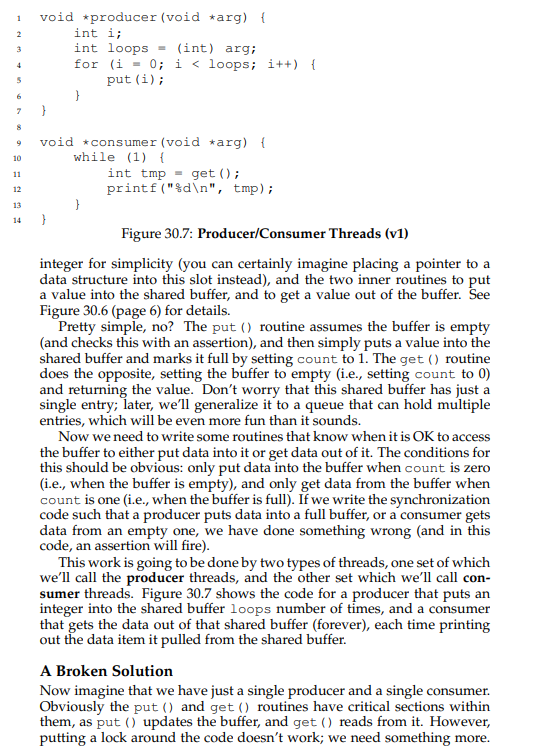 1 void *producer(void *arg) {
2 int i;
3 int loops = (int) arg;
4 for (i = 0; i < loops; i++) {
5 put(i);
6 }
7 }
8
9 void *consumer(void *arg) {
10 while (1) {
11 int tmp = get();
12 printf("%d\n", tmp);
13 }
14 }
Figure 30.7: Producer/Consumer Threads (v1)
integer for simplicity (you can certainly imagine placing a pointer to a
data structure into this slot instead), and the two inner routines to put
a value into the shared buffer, and to get a value out of the buffer. See
Figure 30.6 (page 6) for details.
Pretty simple, no? The put() routine assumes the buffer is empty
(and checks this with an assertion), and then simply puts a value into the
shared buffer and marks it full by setting count to 1. The get() routine
does the opposite, setting the buffer to empty (i.e., setting count to 0)
and returning the value. Don't worry that this shared buffer has just a
single entry; later, we'll generalize it to a queue that can hold multiple
entries, which will be even more fun than it sounds.
Now we need to write some routines that know when it is OK to access
the buffer to either put data into it or get data out of it. The conditions for
this should be obvious: only put data into the buffer when count is zero
(i.e., when the buffer is empty), and only get data from the buffer when
count is one (i.e., when the buffer is full). If we write the synchronization
code such that a producer puts data into a full buffer, or a consumer gets
data from an empty one, we have done something wrong (and in this
code, an assertion will fire).
This work is going to be done by two types of threads, one set of which
we'll call the producer threads, and the other set which we'll call con-
sumer threads. Figure 30.7 shows the code for a producer that puts an
integer into the shared buffer loops number of times, and a consumer
that gets the data out of that shared buffer (forever), each time printing
out the data item it pulled from the shared buffer.
A Broken Solution
Now imagine that we have just a single producer and a single consumer.
Obviously the put() and get() routines have critical sections within
them, as put() updates the buffer, and get() reads from it. However,
putting a lock around the code doesn't work; we need something more.